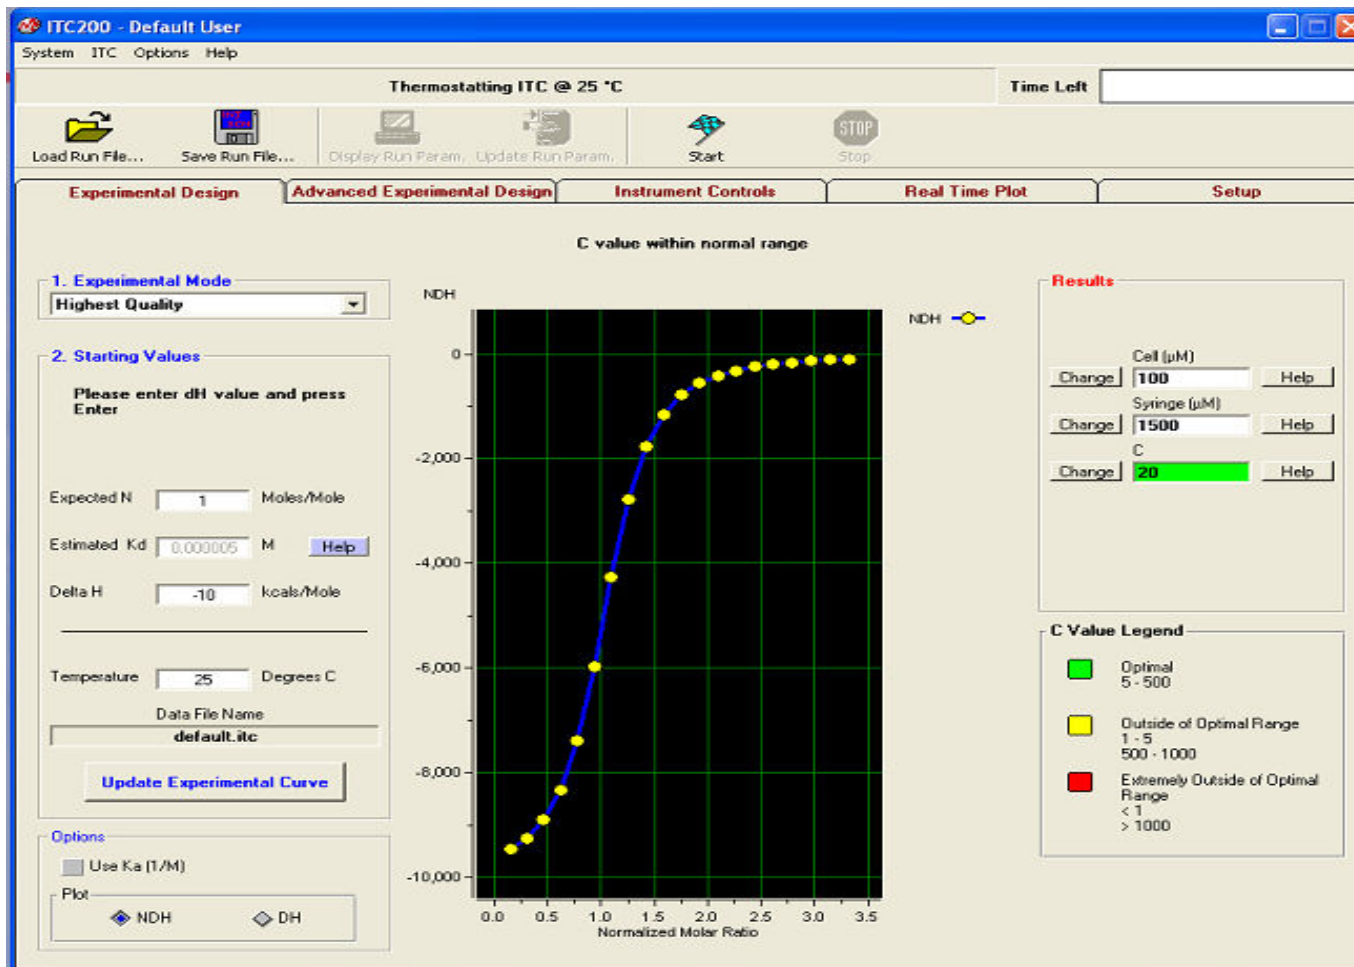 ITC200 - Default User
System ITC Options Help
Thermostatting ITC @ 25 °C
Time Left
Load Run File...
Save Run File...
Display Run Param.
Update Run Param.
Start
STOP
Stop
Experimental Design
Advanced Experimental Design
Instrument Controls
Real Time Plot
Setup
C value within normal range
1. Experimental Mode
Highest Quality
2. Starting Values
Please enter dH value and press
Enter
Expected N 1 Moles/Mole
Estimated Kd 0.000005 M Help
Delta H -10 kcals/Mole
Temperature 25 Degrees C
Data File Name
default.itc
Update Experimental Curve
Options
Use Ka (1/M)
Plot
NDH DH
NDH
0
-2,000
-4,000
-6,000
-8,000
-10,000
0.0 0.5 1.0 1.5 2.0 2.5 3.0 3.5
Normalized Molar Ratio
NDH
Results
Cell (µM)
Change 100 Help
Syringe (µM)
Change 1500 Help
C
Change 20 Help
C Value Legend
Optimal
5 - 500
Outside of Optimal Range
1 - 5
500 - 1000
Extremely Outside of Optimal
Range
< 1
> 1000